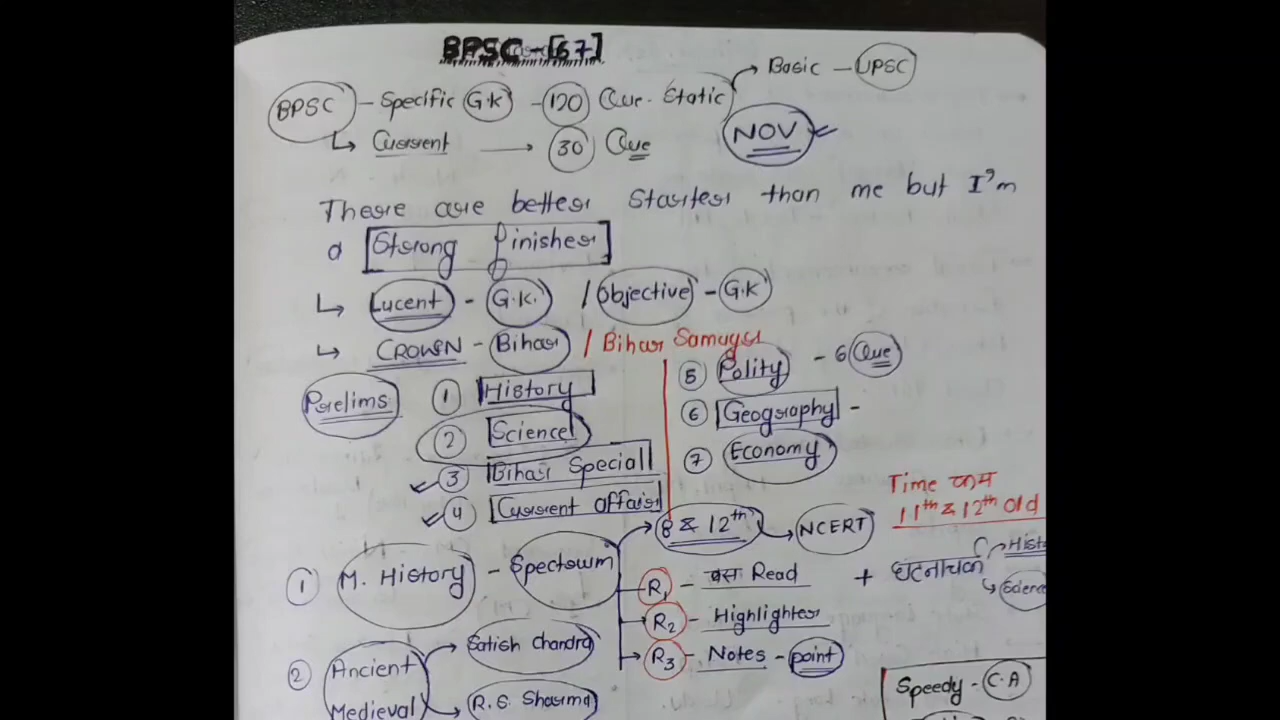 BPSC-[67]
BPSC - Specific G.K - 120 Que. Static → Basic - UPSC
↳ Current → 30 Que
NOV
There are better Starter than me but I'm
a Strong finisher
↳ Lucent - G.K. / Objective - G.K
↳ CROWN - Bihar / Bihar Samagra
Prelims
① History
② Science
③ Bihar Special
④ Current affair
⑤ Polity - 6 Que
⑥ Geography -
⑦ Economy
Time कम
11th & 12th Old
① M. History - Spectrum
8 & 12th → NCERT
R1 - बस Read + घटनाचक्र
Histo
Science
R2 - Highlighter
R3 - Notes - point
② Ancient
Medieval
Satish Chandra
R.S. Sharma
Speedy - C.A